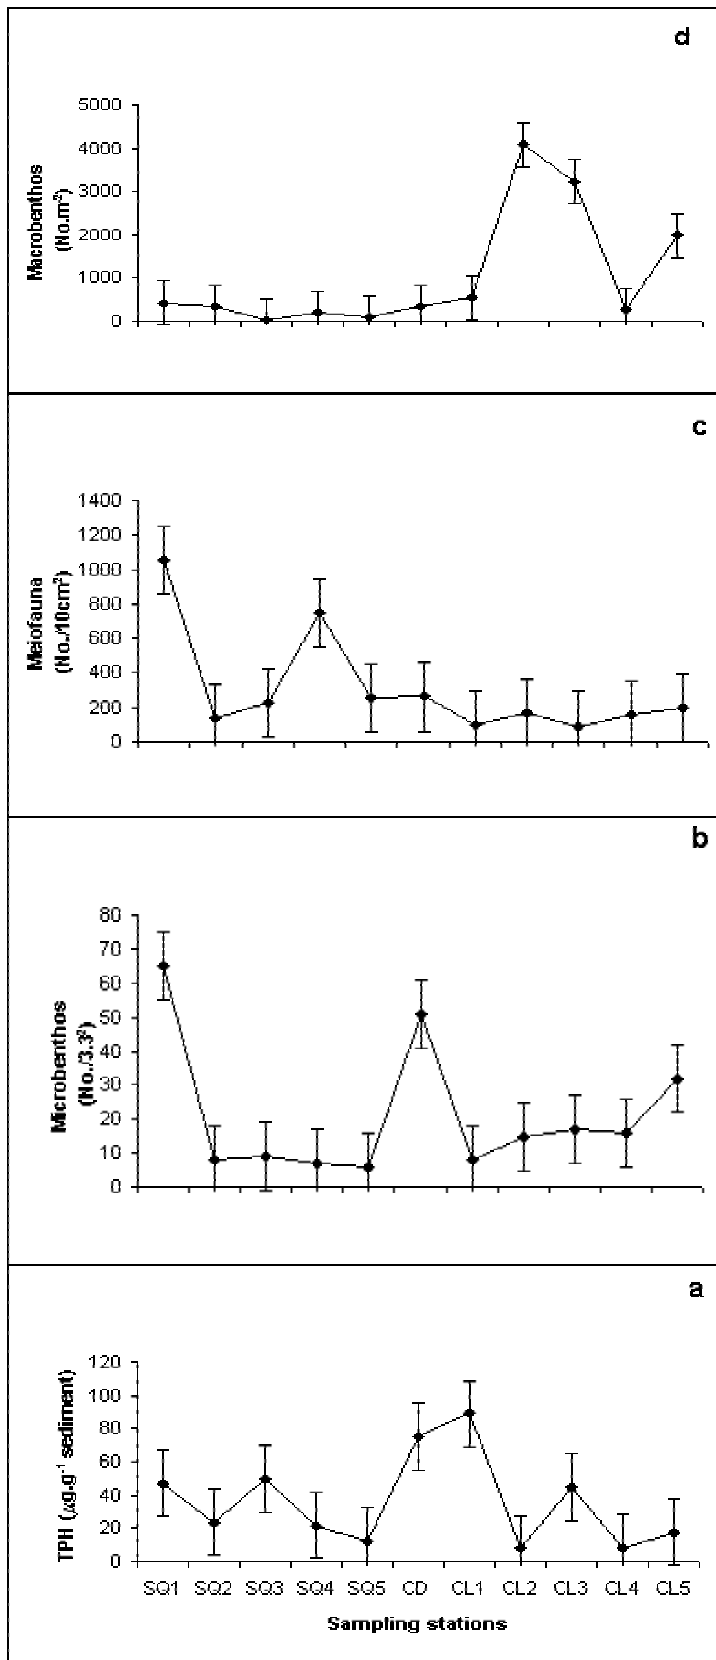 d
Macrobenthos
(No.m⁻²)
5000
4000
3000
2000
1000
0
c
Meiofauna
(No./10cm²)
1400
1200
1000
800
600
400
200
0
b
Microbenthos
(No./3.3²)
80
70
60
50
40
30
20
10
0
a
TPH (µg.g⁻¹ sediment)
120
100
80
60
40
20
0
SQ1 SQ2 SQ3 SQ4 SQ5 CD CL1 CL2 CL3 CL4 CL5
Sampling stations